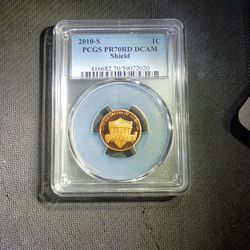 2010-S 1C
PCGS PR70RD DCAM
Shield
416682.70/59072020